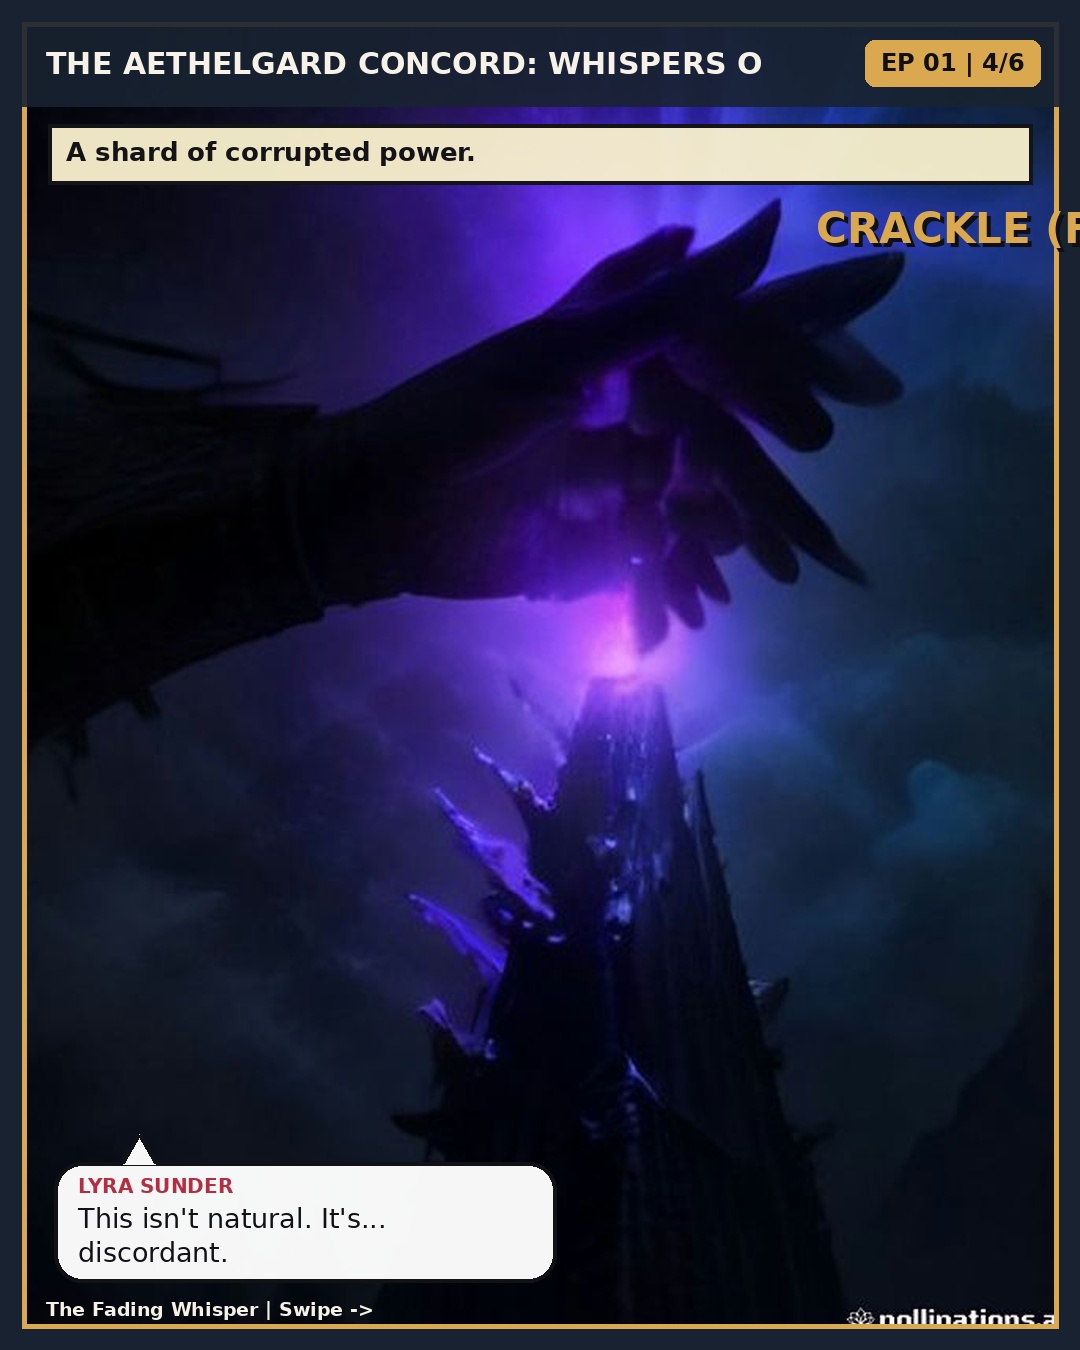 THE AETHELGARD CONCORD: WHISPERS O
EP 01 | 4/6
A shard of corrupted power.
CRACKLE (
LYRA SUNDER
This isn't natural. It's...
discordant.
The Fading Whisper | Swipe ->
pollinations.a